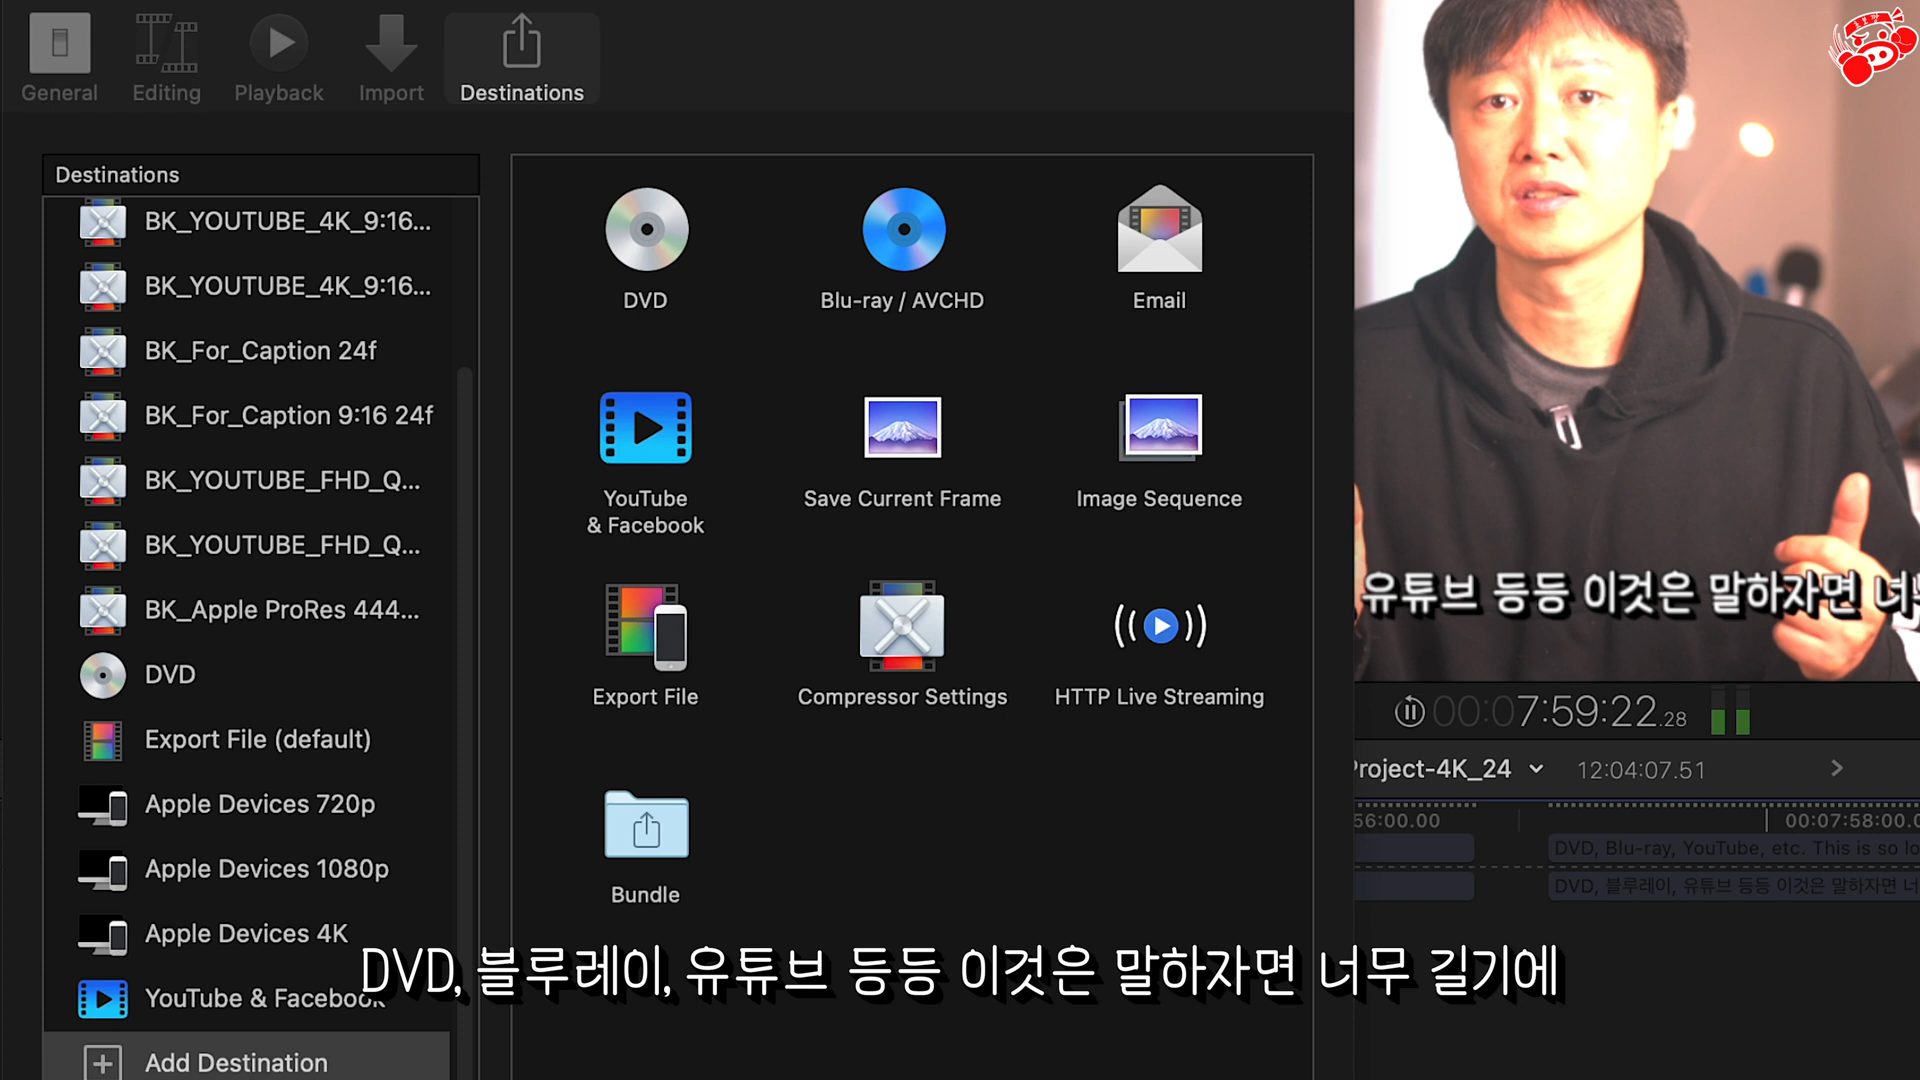 General
Editing
Playback
Import
Destinations
Destinations
BK_YOUTUBE_4K_9:16...
BK_YOUTUBE_4K_9:16...
BK_For_Caption 24f
BK_For_Caption 9:16 24f
BK_YOUTUBE_FHD_Q...
BK_YOUTUBE_FHD_Q...
BK_Apple ProRes 444...
DVD
Export File (default)
Apple Devices 720p
Apple Devices 1080p
Apple Devices 4K
YouTube & Facebook
Add Destination
DVD
Blu-ray / AVCHD
Email
YouTube
& Facebook
Save Current Frame
Image Sequence
Export File
Compressor Settings
HTTP Live Streaming
Bundle
유튜브 등등 이것은 말하자면 너무
00:07:59:22.28
Project-4K_24
12:04:07.51
56:00.00
00:07:58:00.0
DVD, Blu-ray, YouTube, etc. This is so lo
DVD, 블루레이, 유튜브 등등 이것은 말하자면 너
DVD, 블루레이, 유튜브 등등 이것은 말하자면 너무 길기에